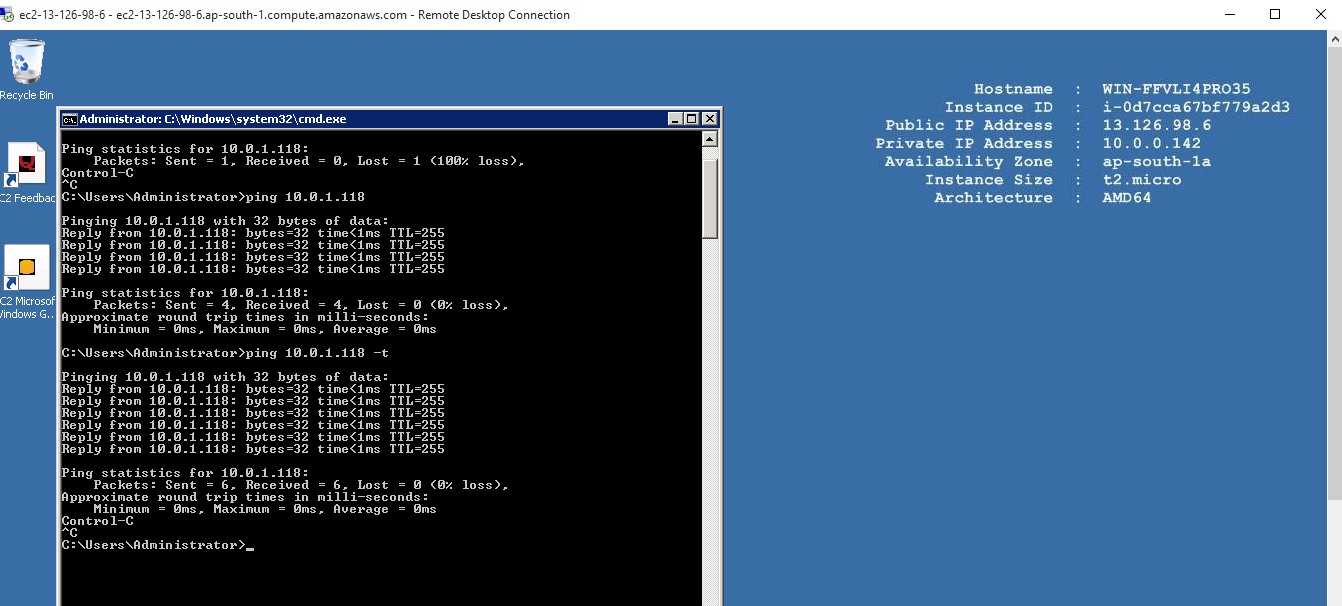 ec2-13-126-98-6 - ec2-13-126-98-6.ap-south-1.compute.amazonaws.com - Remote Desktop Connection
Recycle Bin
C2 Feedbac
C2 Microsof
Windows G...
Hostname : WIN-FFVLI4PRO35
Instance ID : i-0d7cca67bf779a2d3
Public IP Address : 13.126.98.6
Private IP Address : 10.0.0.142
Availability Zone : ap-south-1a
Instance Size : t2.micro
Architecture : AMD64
Administrator: C:\Windows\system32\cmd.exe
Ping statistics for 10.0.1.118:
    Packets: Sent = 1, Received = 0, Lost = 1 (100% loss),
Control-C
^C
C:\Users\Administrator>ping 10.0.1.118
Pinging 10.0.1.118 with 32 bytes of data:
Reply from 10.0.1.118: bytes=32 time<1ms TTL=255
Reply from 10.0.1.118: bytes=32 time<1ms TTL=255
Reply from 10.0.1.118: bytes=32 time<1ms TTL=255
Reply from 10.0.1.118: bytes=32 time<1ms TTL=255
Ping statistics for 10.0.1.118:
    Packets: Sent = 4, Received = 4, Lost = 0 (0% loss),
Approximate round trip times in milli-seconds:
    Minimum = 0ms, Maximum = 0ms, Average = 0ms
C:\Users\Administrator>ping 10.0.1.118 -t
Pinging 10.0.1.118 with 32 bytes of data:
Reply from 10.0.1.118: bytes=32 time<1ms TTL=255
Reply from 10.0.1.118: bytes=32 time<1ms TTL=255
Reply from 10.0.1.118: bytes=32 time<1ms TTL=255
Reply from 10.0.1.118: bytes=32 time<1ms TTL=255
Reply from 10.0.1.118: bytes=32 time<1ms TTL=255
Reply from 10.0.1.118: bytes=32 time<1ms TTL=255
Ping statistics for 10.0.1.118:
    Packets: Sent = 6, Received = 6, Lost = 0 (0% loss),
Approximate round trip times in milli-seconds:
    Minimum = 0ms, Maximum = 0ms, Average = 0ms
Control-C
^C
C:\Users\Administrator>_